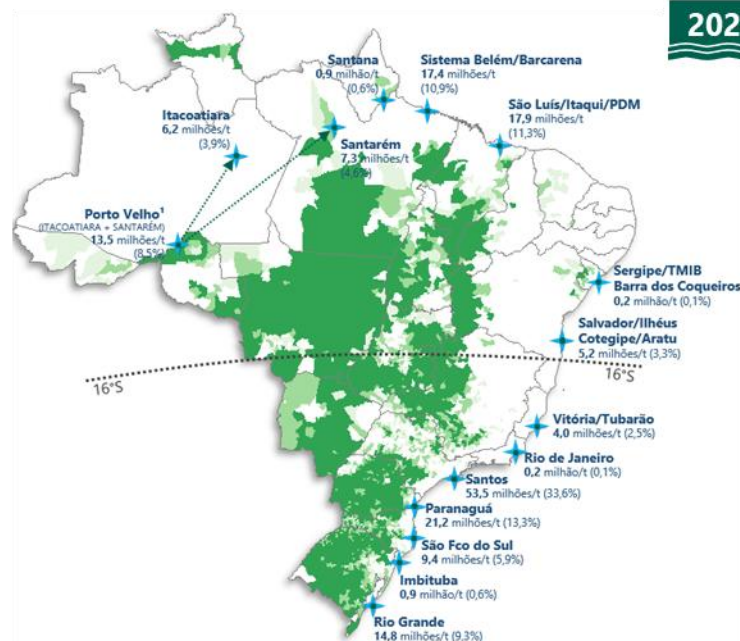 202
Santana
0,9 milhão/t
(0,6%)
Sistema Belém/Barcarena
17,4 milhões/t
(10,9%)
São Luís/Itaqui/PDM
17,9 milhões/t
(11,3%)
Itacoatiara
6,2 milhões/t
(3,9%)
Santarém
7,3 milhões/t
(4,6%)
Porto Velho¹
(ITACOATIARA + SANTARÉM)
13,5 milhões/t
(8,5%)
Sergipe/TMIB
Barra dos Coqueiros
0,2 milhão/t (0,1%)
Salvador/Ilhéus
Cotegipe/Aratu
5,2 milhões/t (3,3%)
16°S
16°S
Vitória/Tubarão
4,0 milhões/t (2,5%)
Rio de Janeiro
0,2 milhão/t (0,1%)
Santos
53,5 milhões/t (33,6%)
Paranaguá
21,2 milhões/t (13,3%)
São Fco do Sul
9,4 milhões/t (5,9%)
Imbituba
0,9 milhão/t (0,6%)
Rio Grande
14,8 milhões/t (9,3%)